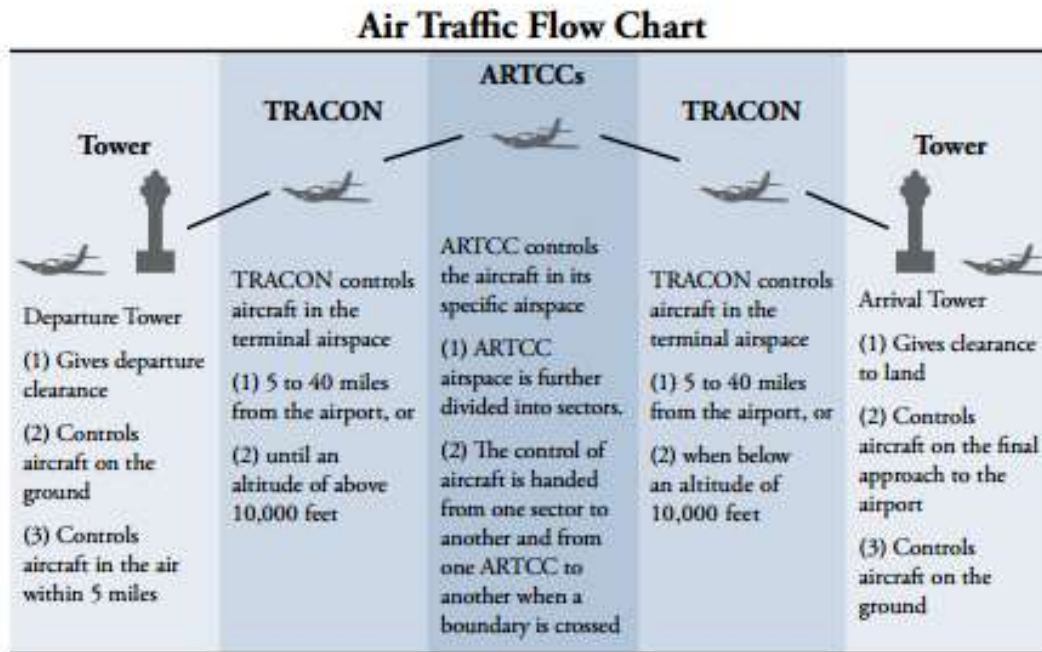 Air Traffic Flow Chart
Tower
Departure Tower
(1) Gives departure
clearance
(2) Controls
aircraft on the
ground
(3) Controls
aircraft in the air
within 5 miles
TRACON
TRACON controls
aircraft in the
terminal airspace
(1) 5 to 40 miles
from the airport, or
(2) until an
altitude of above
10,000 feet
ARTCCs
ARTCC controls
the aircraft in its
specific airspace
(1) ARTCC
airspace is further
divided into sectors.
(2) The control of
aircraft is handed
from one sector to
another and from
one ARTCC to
another when a
boundary is crossed
TRACON
TRACON controls
aircraft in the
terminal airspace
(1) 5 to 40 miles
from the airport, or
(2) when below
an altitude of
10,000 feet
Tower
Arrival Tower
(1) Gives clearance
to land
(2) Controls
aircraft on the final
approach to the
airport
(3) Controls
aircraft on the
ground